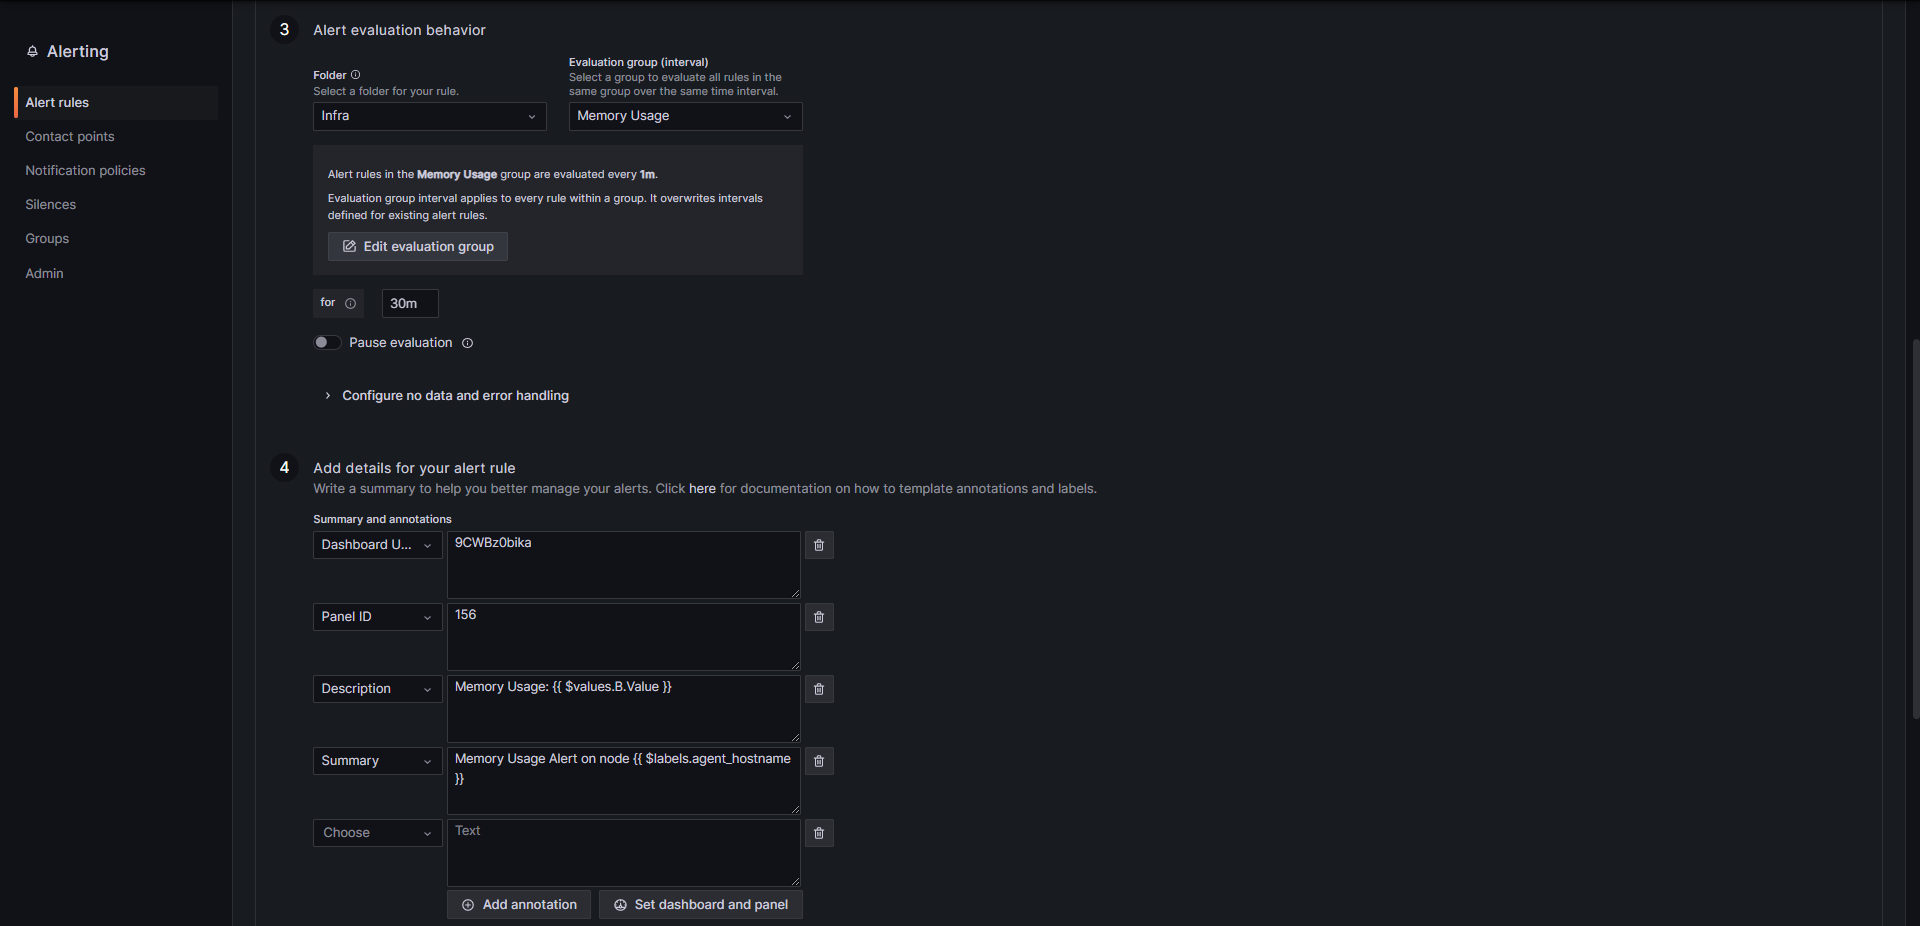 Alerting
Alert rules
Contact points
Notification policies
Silences
Groups
Admin
3 Alert evaluation behavior
Folder
Select a folder for your rule.
Infra
Evaluation group (interval)
Select a group to evaluate all rules in the
same group over the same time interval.
Memory Usage
Alert rules in the Memory Usage group are evaluated every 1m.
Evaluation group interval applies to every rule within a group. It overwrites intervals
defined for existing alert rules.
Edit evaluation group
for 30m
Pause evaluation
Configure no data and error handling
4 Add details for your alert rule
Write a summary to help you better manage your alerts. Click here for documentation on how to template annotations and labels.
Summary and annotations
Dashboard U... 9CWBz0bika
Panel ID 156
Description Memory Usage: {{ $values.B.Value }}
Summary Memory Usage Alert on node {{ $labels.agent_hostname
}}
Choose Text
Add annotation Set dashboard and panel